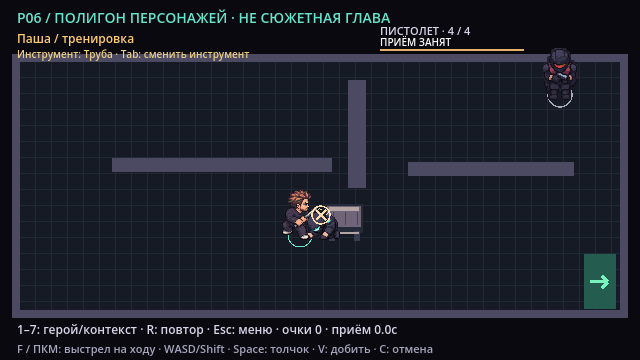 P06 / ПОЛИГОН ПЕРСОНАЖЕЙ · НЕ СЮЖЕТНАЯ ГЛАВА
Паша / тренировка
Инструмент: Труба · Tab: сменить инструмент
ПИСТОЛЕТ · 4 / 4
ПРИЁМ ЗАНЯТ
1–7: герой/контекст · R: повтор · Esc: меню · очки 0 · приём 0.0с
F / ПКМ: выстрел на ходу · WASD/Shift · Space: толчок · V: добить · C: отмена